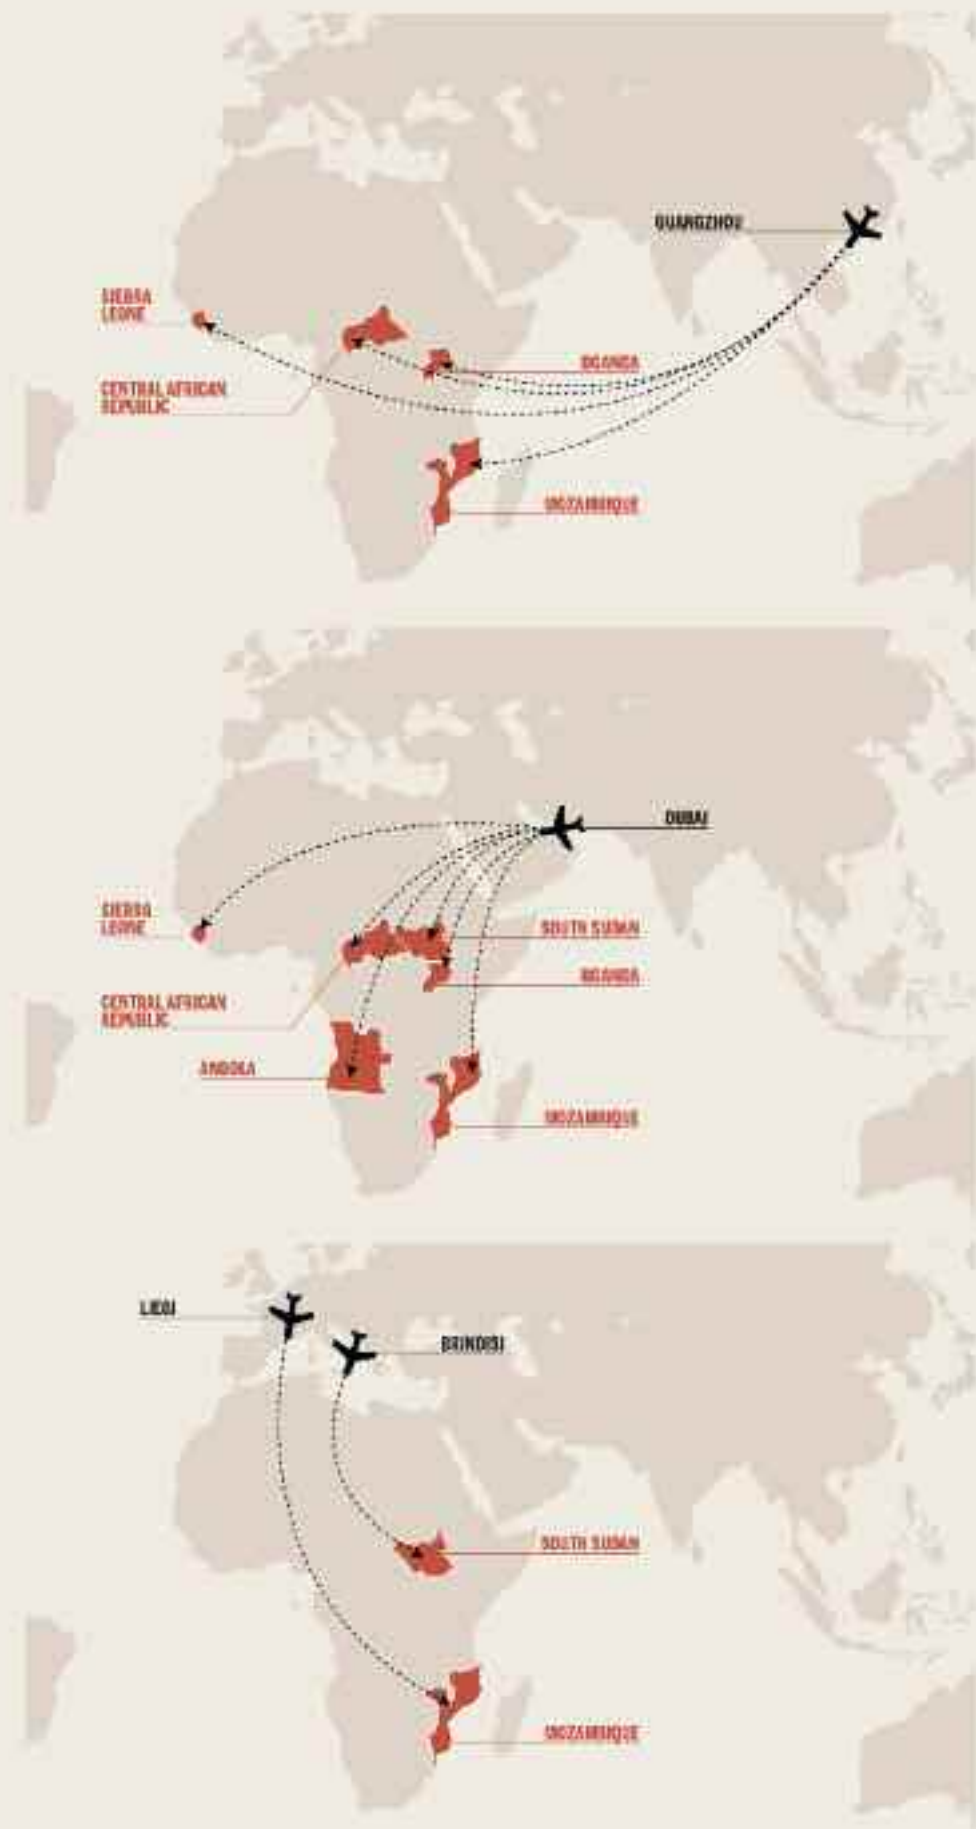 GUANGZHOU
SIERRA
LEONE
UGANDA
CENTRAL AFRICAN
REPUBLIC
MOZAMBIQUE
DUBAI
SIERRA
LEONE
SOUTH SUDAN
UGANDA
CENTRAL AFRICAN
REPUBLIC
ANGOLA
MOZAMBIQUE
LIEGI
BRINDISI
SOUTH SUDAN
MOZAMBIQUE